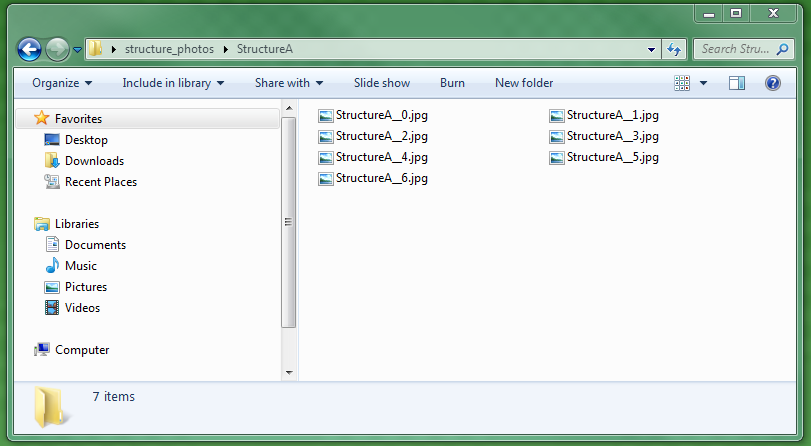 structure_photos StructureA Search Stru...
Organize Include in library Share with Slide show Burn New folder
Favorites
Desktop
Downloads
Recent Places
Libraries
Documents
Music
Pictures
Videos
Computer
StructureA__0.jpg StructureA__1.jpg
StructureA__2.jpg StructureA__3.jpg
StructureA__4.jpg StructureA__5.jpg
StructureA__6.jpg
7 items